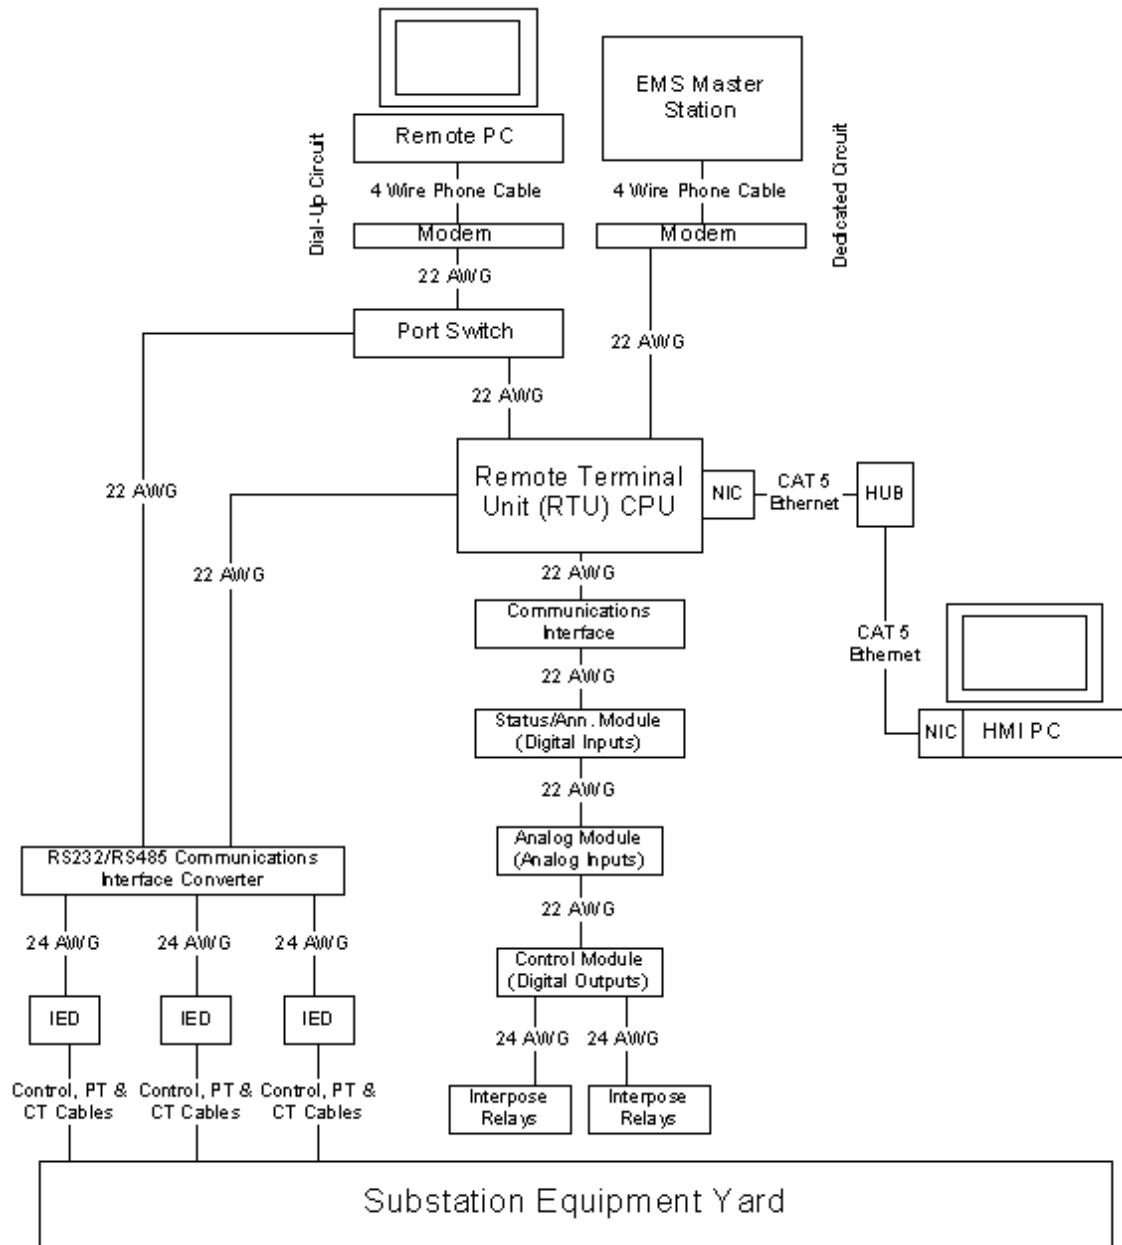 EMS Master
Station
Remote PC
Dial-Up Circuit
Dedicated Circuit
4 Wire Phone Cable
4 Wire Phone Cable
Modem
Modem
22 AWG
Port Switch
22 AWG
22 AWG
22 AWG
Remote Terminal
Unit (RTU) CPU
NIC
CAT 5
Ethernet
HUB
22 AWG
22 AWG
Communications
Interface
CAT 5
Ethernet
22 AWG
Status/Ann. Module
(Digital Inputs)
NIC
HMI PC
22 AWG
Analog Module
(Analog Inputs)
RS232/RS485 Communications
Interface Converter
22 AWG
24 AWG
24 AWG
24 AWG
Control Module
(Digital Outputs)
IED
IED
IED
24 AWG
24 AWG
Control, PT &
CT Cables
Control, PT &
CT Cables
Control, PT &
CT Cables
Interpose
Relays
Interpose
Relays
Substation Equipment Yard